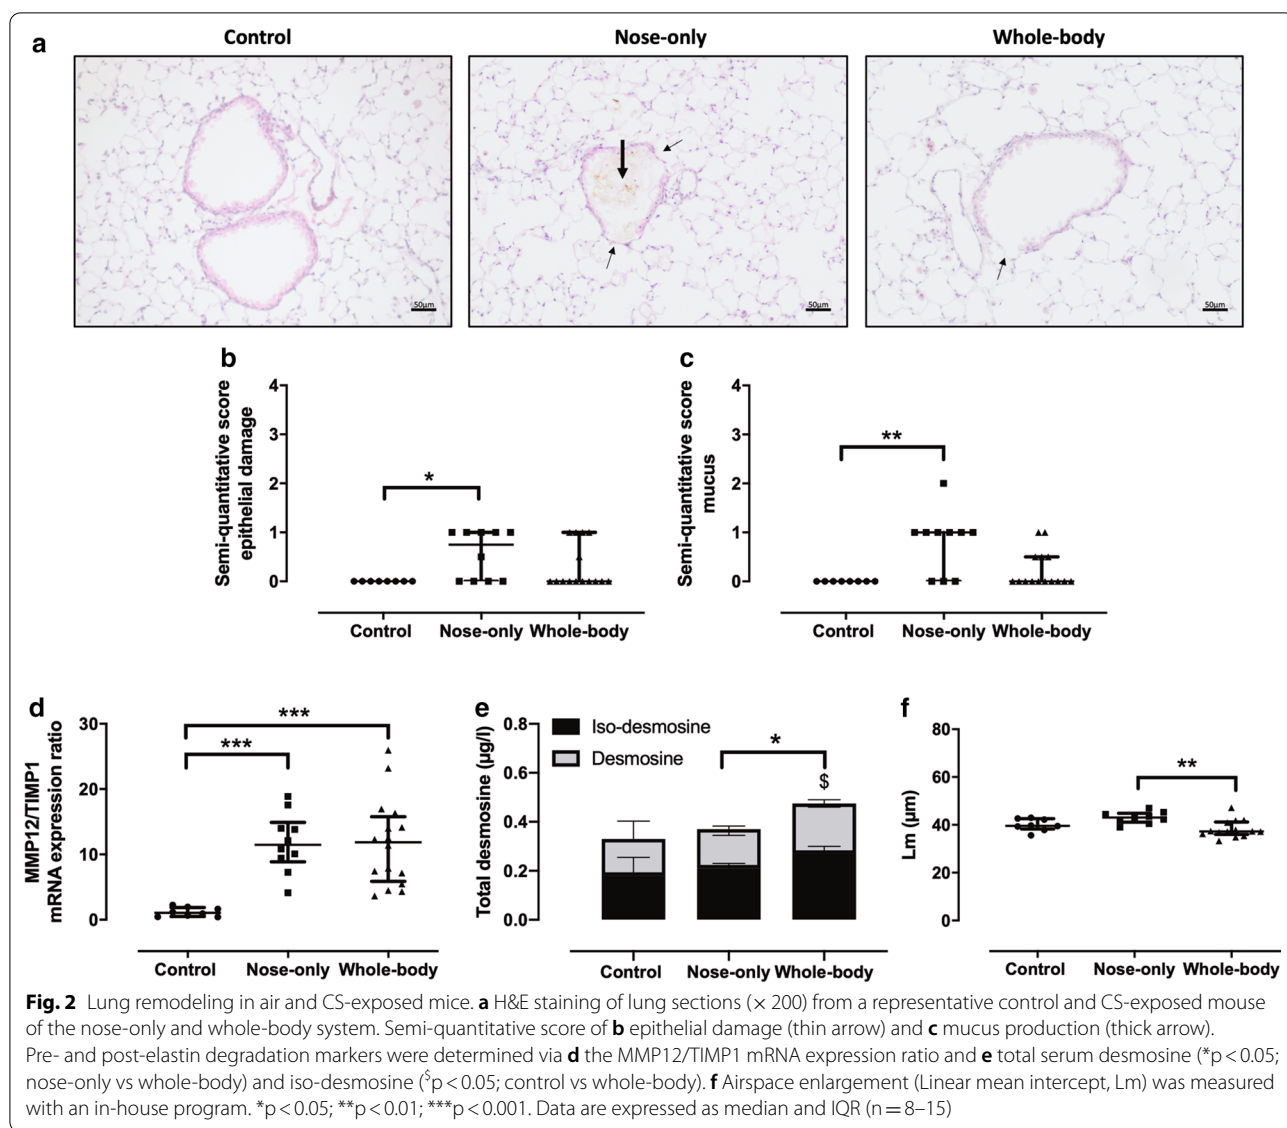 a
Control
Nose-only
Whole-body
50µm
50µm
50µm
b
Semi-quantitative score
epithelial damage
4
3
2
1
0
*
Control
Nose-only
Whole-body
c
Semi-quantitative score
mucus
4
3
2
1
0
**
Control
Nose-only
Whole-body
d
MMP12/TIMP1
mRNA expression ratio
30
20
10
0
***
***
Control
Nose-only
Whole-body
e
Total desmosine (µg/l)
0.8
0.6
0.4
0.2
0.0
Iso-desmosine
Desmosine
*
$
Control
Nose-only
Whole-body
f
Lm (µm)
80
60
40
20
0
**
Control
Nose-only
Whole-body
Fig. 2 Lung remodeling in air and CS-exposed mice. a H&E staining of lung sections (× 200) from a representative control and CS-exposed mouse
of the nose-only and whole-body system. Semi-quantitative score of b epithelial damage (thin arrow) and c mucus production (thick arrow).
Pre- and post-elastin degradation markers were determined via d the MMP12/TIMP1 mRNA expression ratio and e total serum desmosine (*p < 0.05;
nose-only vs whole-body) and iso-desmosine ($p < 0.05; control vs whole-body). f Airspace enlargement (Linear mean intercept, Lm) was measured
with an in-house program. *p < 0.05; **p < 0.01; ***p < 0.001. Data are expressed as median and IQR (n = 8–15)